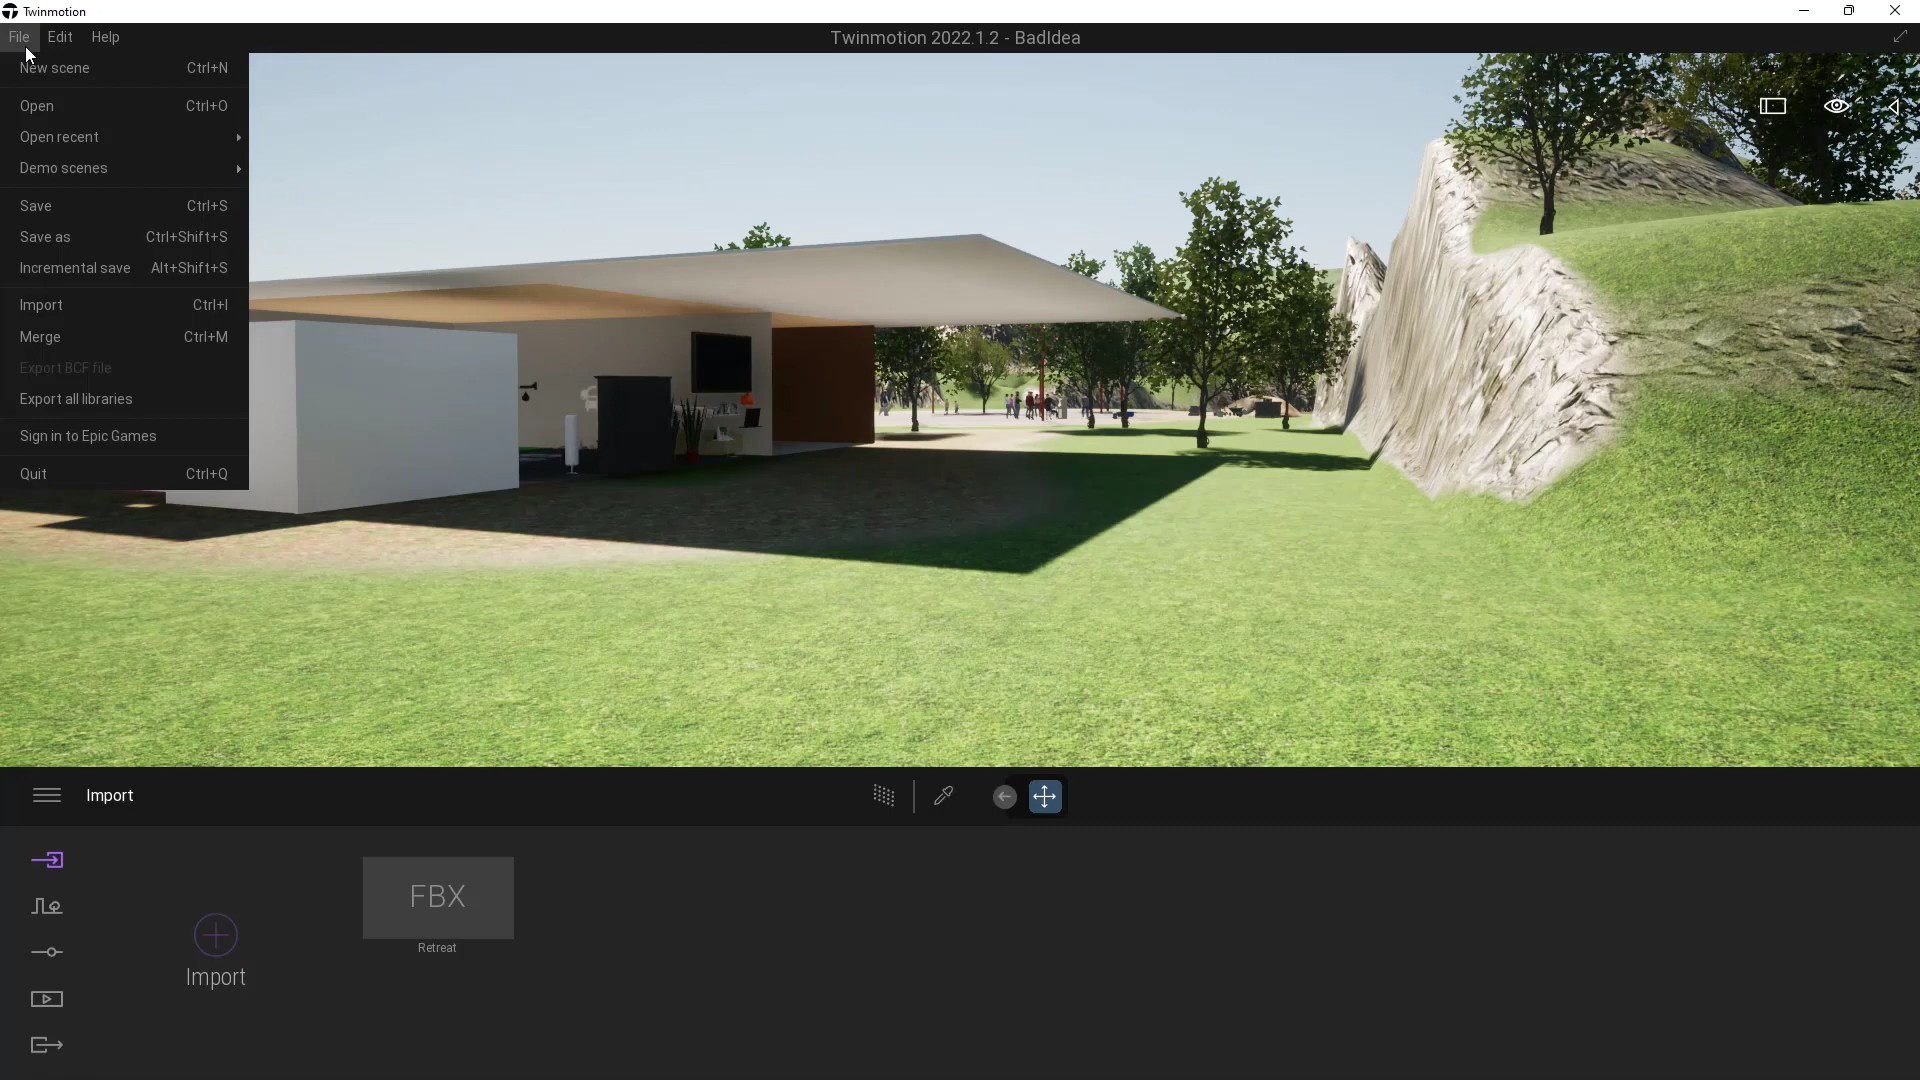 Twinmotion
File Edit Help
Twinmotion 2022.1.2 - BadIdea
New scene Ctrl+N
Open Ctrl+O
Open recent
Demo scenes
Save Ctrl+S
Save as Ctrl+Shift+S
Incremental save Alt+Shift+S
Import Ctrl+I
Merge Ctrl+M
Export BCF file
Export all libraries
Sign in to Epic Games
Quit Ctrl+Q
Import
FBX
Retreat
Import